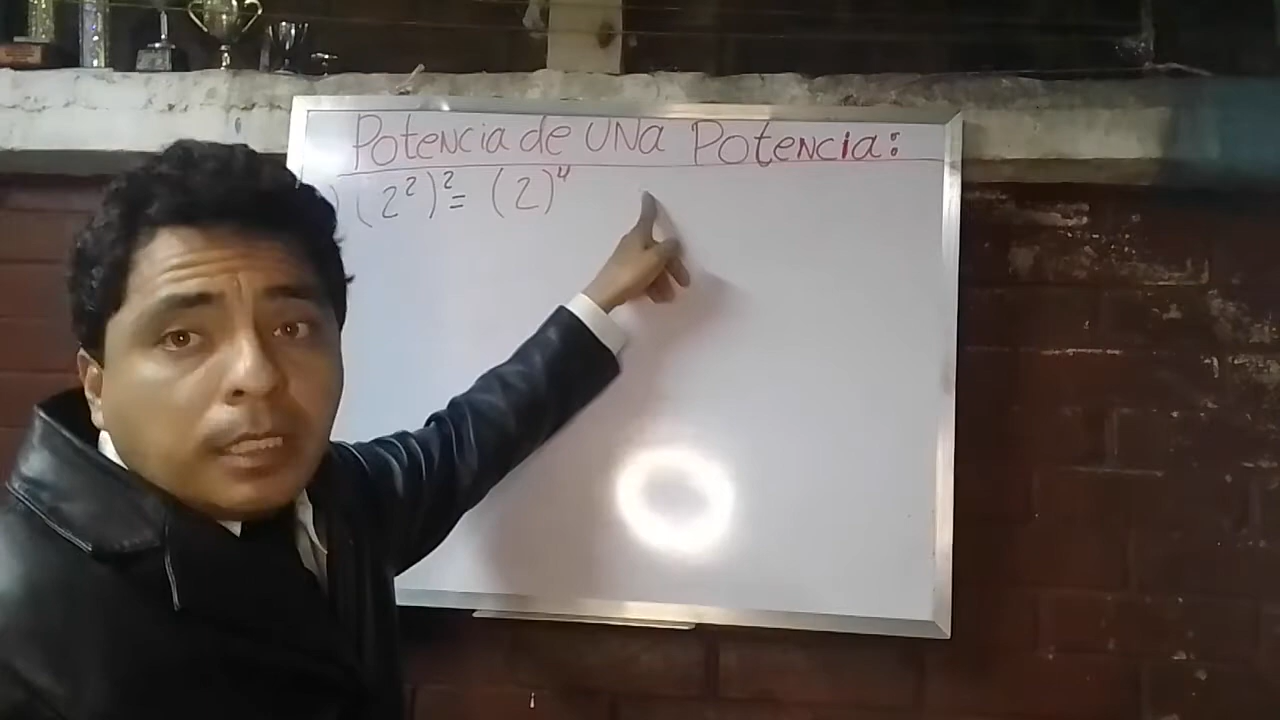 Potencia de UNa Potencia:
) (2²)² = (2)⁴